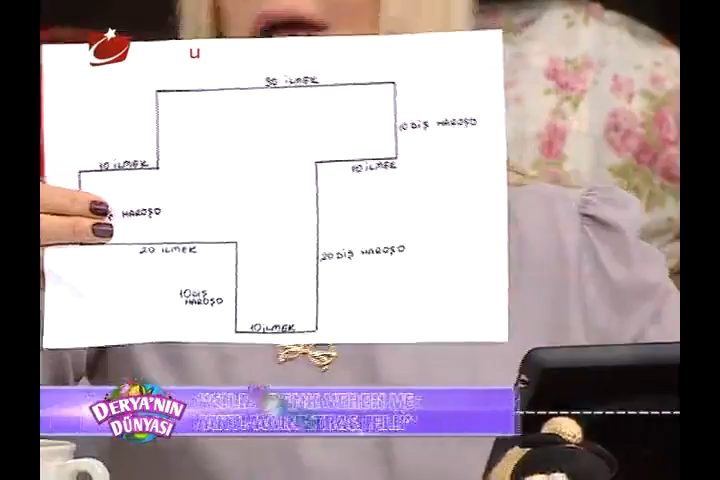 u
30 İLMEK
10 DİŞ HAROŞO
10 İLMEK
10 İLMEK
HAROŞO
20 İLMEK
20 DİŞ HAROŞO
10 DİŞ
HAROŞO
10 İLMEK
DERYA'NIN
DÜNYASI